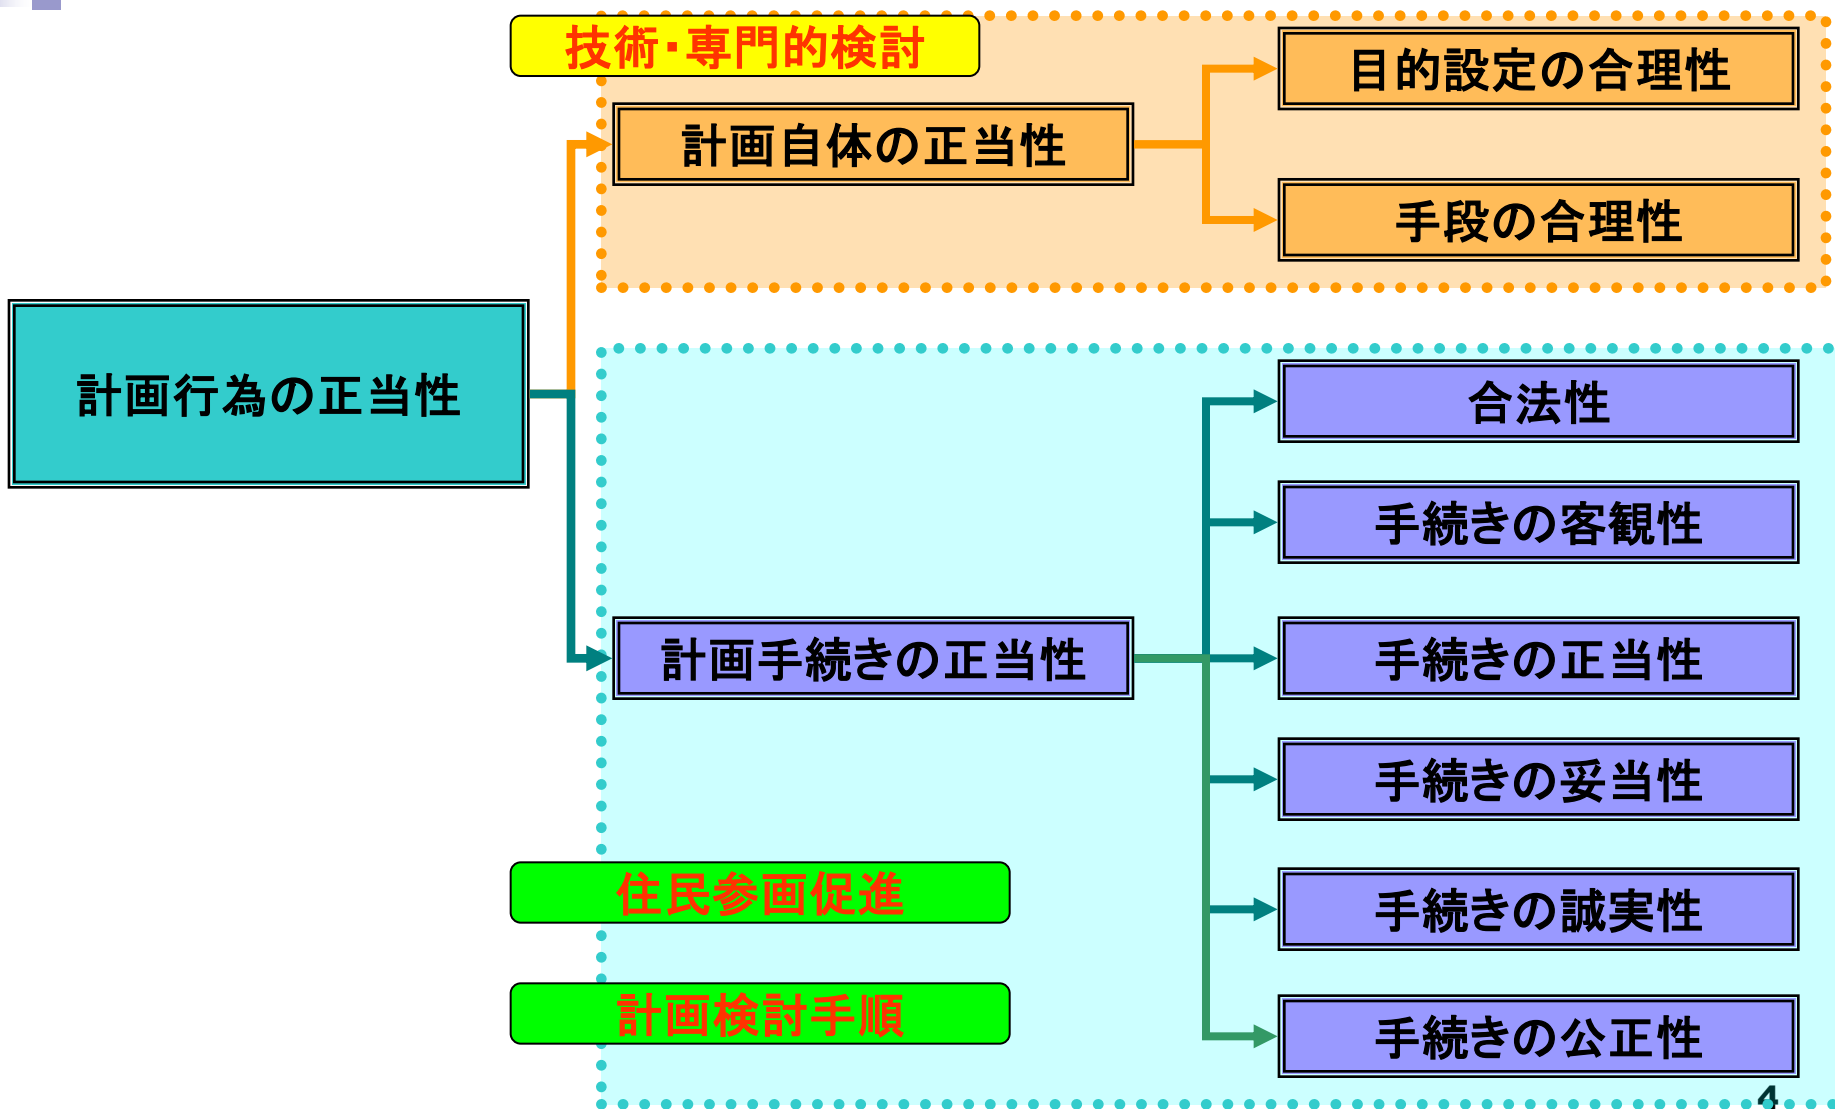 技術・専門的検討
目的設定の合理性
計画自体の正当性
手段の合理性
計画行為の正当性
合法性
手続きの客観性
計画手続きの正当性
手続きの正当性
手続きの妥当性
住民参画促進
手続きの誠実性
計画検討手順
手続きの公正性
4